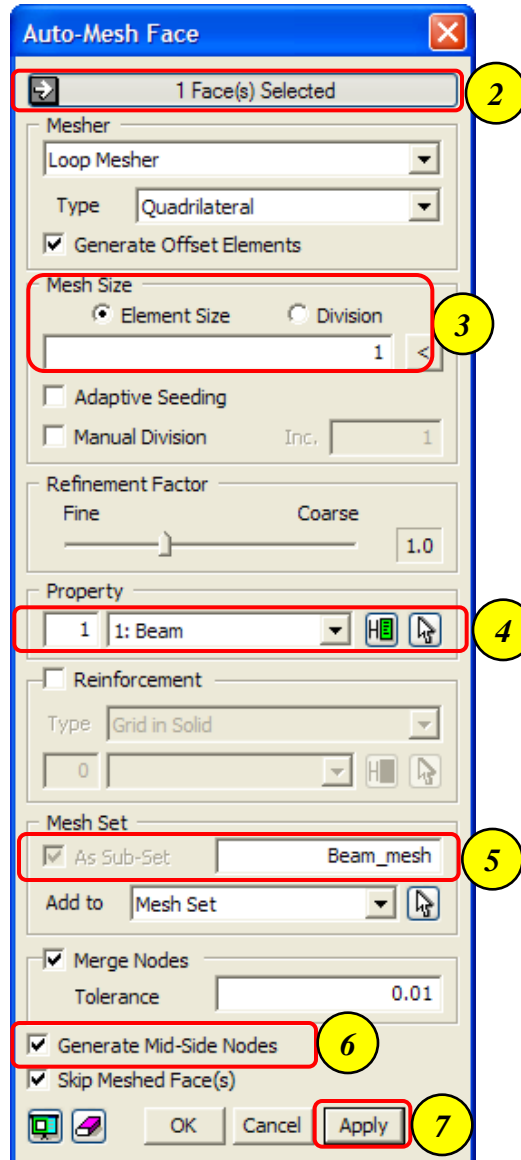 Auto-Mesh Face
1 Face(s) Selected
2
Mesher
Loop Mesher
Type Quadrilateral
Generate Offset Elements
Mesh Size
Element Size Division
3
1 <
Adaptive Seeding
Manual Division Inc. 1
Refinement Factor
Fine Coarse
1.0
Property
1 1: Beam
4
Reinforcement
Type Grid in Solid
0
Mesh Set
As Sub-Set Beam_mesh
5
Add to Mesh Set
Merge Nodes
Tolerance 0.01
Generate Mid-Side Nodes
6
Skip Meshed Face(s)
OK Cancel Apply
7